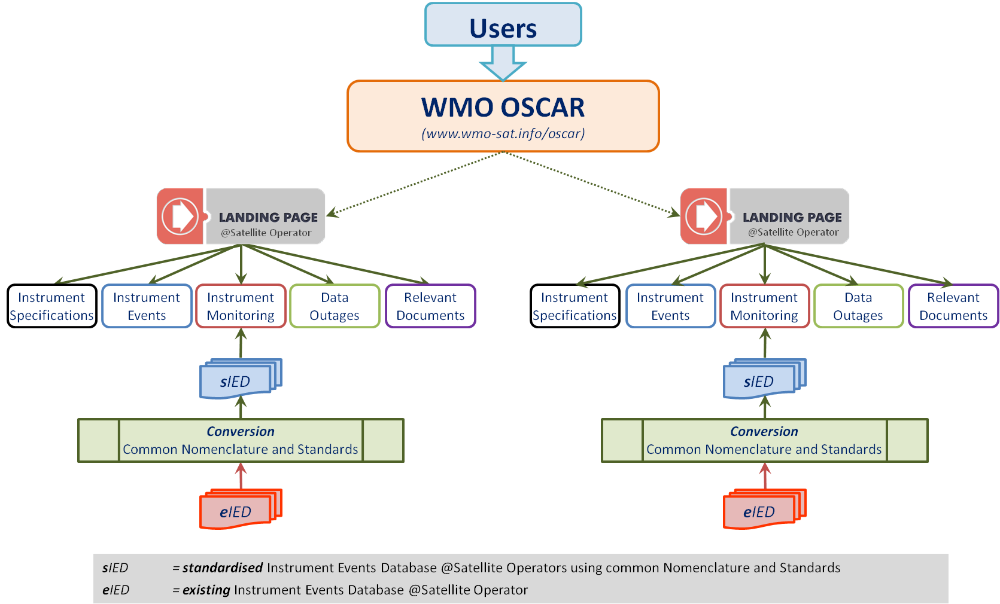 Users
WMO OSCAR
(www.wmo-sat.info/oscar)
LANDING PAGE
@Satellite Operator
LANDING PAGE
@Satellite Operator
Instrument
Specifications
Instrument
Events
Instrument
Monitoring
Data
Outages
Relevant
Documents
Instrument
Specifications
Instrument
Events
Instrument
Monitoring
Data
Outages
Relevant
Documents
sIED
sIED
Conversion
Common Nomenclature and Standards
Conversion
Common Nomenclature and Standards
eIED
eIED
sIED = standardised Instrument Events Database @Satellite Operators using common Nomenclature and Standards
eIED = existing Instrument Events Database @Satellite Operator